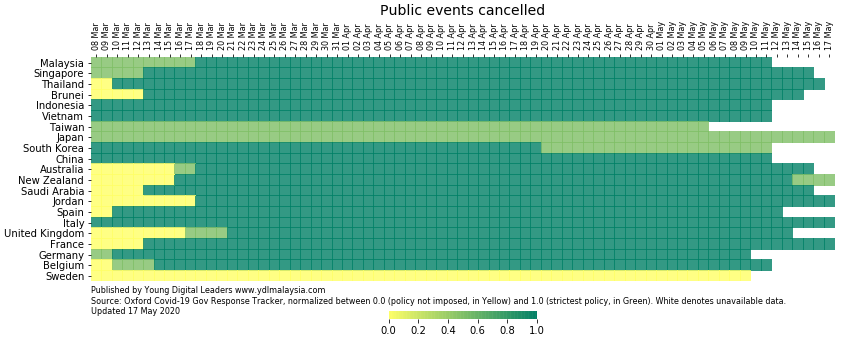 Public events cancelled
08 Mar
09 Mar
10 Mar
11 Mar
12 Mar
13 Mar
14 Mar
15 Mar
16 Mar
17 Mar
18 Mar
19 Mar
20 Mar
21 Mar
22 Mar
23 Mar
24 Mar
25 Mar
26 Mar
27 Mar
28 Mar
29 Mar
30 Mar
31 Mar
01 Apr
02 Apr
03 Apr
04 Apr
05 Apr
06 Apr
07 Apr
08 Apr
09 Apr
10 Apr
11 Apr
12 Apr
13 Apr
14 Apr
15 Apr
16 Apr
17 Apr
18 Apr
19 Apr
20 Apr
21 Apr
22 Apr
23 Apr
24 Apr
25 Apr
26 Apr
27 Apr
28 Apr
29 Apr
30 Apr
01 May
02 May
03 May
04 May
05 May
06 May
07 May
08 May
09 May
10 May
11 May
12 May
13 May
14 May
15 May
16 May
17 May
Malaysia
Singapore
Thailand
Brunei
Indonesia
Vietnam
Taiwan
Japan
South Korea
China
Australia
New Zealand
Saudi Arabia
Jordan
Spain
Italy
United Kingdom
France
Germany
Belgium
Sweden
Published by Young Digital Leaders www.ydlmalaysia.com
Source: Oxford Covid-19 Gov Response Tracker, normalized between 0.0 (policy not imposed, in Yellow) and 1.0 (strictest policy, in Green). White denotes unavailable data.
Updated 17 May 2020
0.0 0.2 0.4 0.6 0.8 1.0